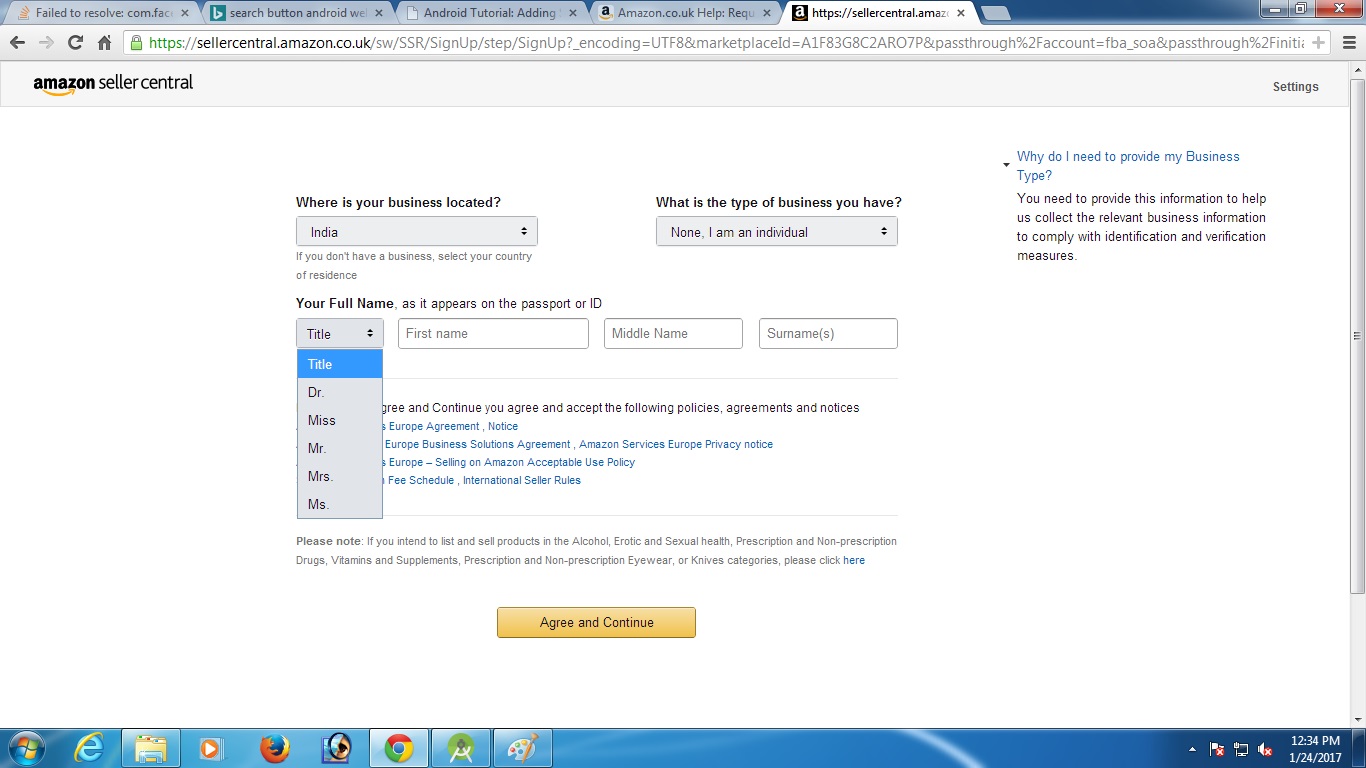 Failed to resolve: com.fac
search button android we
Android Tutorial: Adding
Amazon.co.uk Help: Requ
https://sellercentral.amaz
https://sellercentral.amazon.co.uk/sw/SSR/SignUp/step/SignUp?_encoding=UTF8&marketplaceId=A1F83G8C2ARO7P&passthrough%2Faccount=fba_soa&passthrough%2Finitia
amazon seller central
Settings
Why do I need to provide my Business
Type?
You need to provide this information to help
us collect the relevant business information
to comply with identification and verification
measures.
Where is your business located?
What is the type of business you have?
India
None, I am an individual
If you don't have a business, select your country
of residence
Your Full Name, as it appears on the passport or ID
Title
First name
Middle Name
Surname(s)
Title
Dr.
Miss
Mr.
Mrs.
Ms.
gree and Continue you agree and accept the following policies, agreements and notices
s Europe Agreement , Notice
Europe Business Solutions Agreement , Amazon Services Europe Privacy notice
s Europe – Selling on Amazon Acceptable Use Policy
Fee Schedule , International Seller Rules
Please note: If you intend to list and sell products in the Alcohol, Erotic and Sexual health, Prescription and Non-prescription
Drugs, Vitamins and Supplements, Prescription and Non-prescription Eyewear, or Knives categories, please click here
Agree and Continue
12:34 PM
1/24/2017